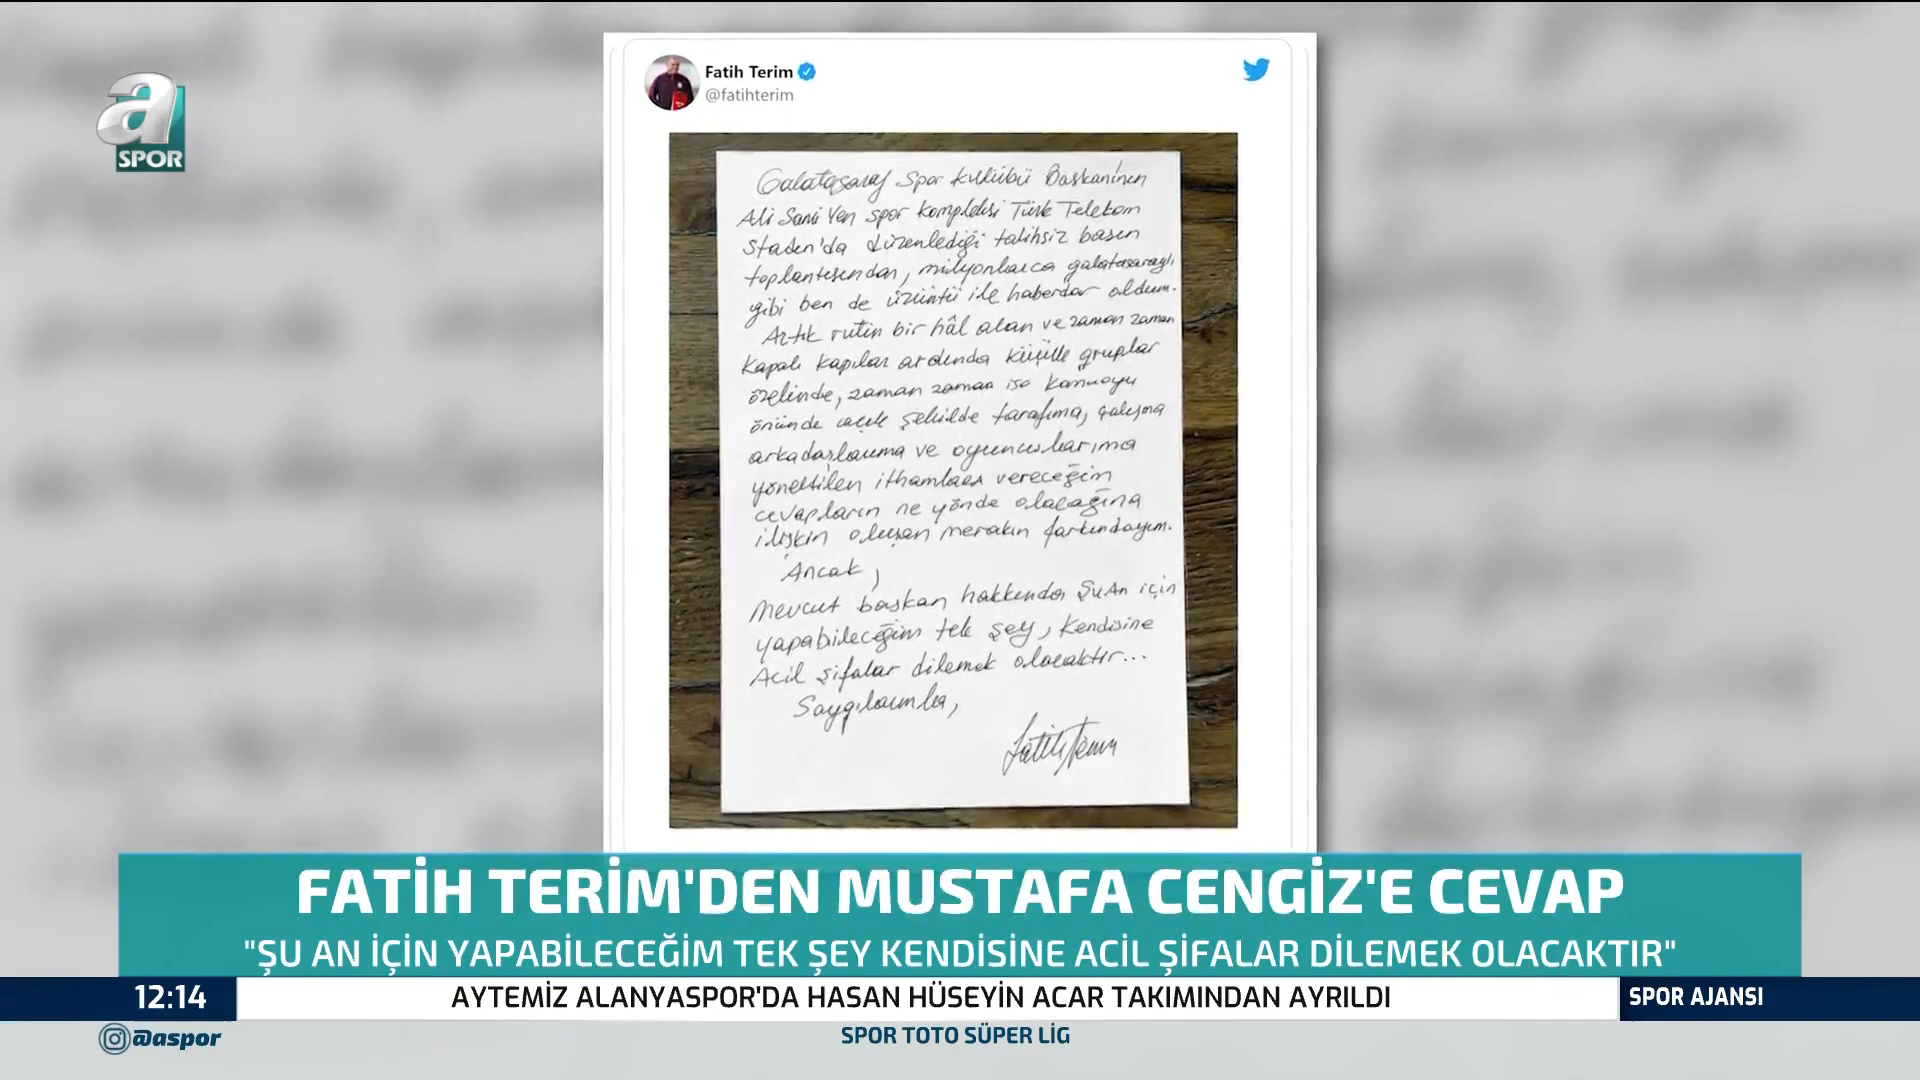 a
SPOR
Fatih Terim
@fatihterim
Galatasaray Spor Kulübü Başkanı'nın
Ali Sami Yen Spor Kompleksi Türk Telekom
Stadı'nda düzenlediği talihsiz basın
toplantısından, milyonlarca galatasaraylı
gibi ben de üzüntü ile haberdar oldum.
Artık rutin bir hâl alan ve zaman zaman
kapalı kapılar ardında küçük gruplar
özelinde, zaman zaman ise kamuoyu
önünde açık şekilde tarafıma, çalışma
arkadaşlarıma ve oyuncularıma
yöneltilen ithamlara vereceğim
cevapların ne yönde olacağına
ilişkin oluşan merakın farkındayım.
Ancak,
Mevcut başkan hakkında şu an için
yapabileceğim tek şey, kendisine
Acil şifalar dilemek olacaktır...
Saygılarımla,
Fatih Terim
FATİH TERİM'DEN MUSTAFA CENGİZ'E CEVAP
"ŞU AN İÇİN YAPABİLECEĞİM TEK ŞEY KENDİSİNE ACİL ŞİFALAR DİLEMEK OLACAKTIR"
12:14 AYTEMİZ ALANYASPOR'DA HASAN HÜSEYİN ACAR TAKIMINDAN AYRILDI SPOR AJANSI
@aspor SPOR TOTO SÜPER LİG